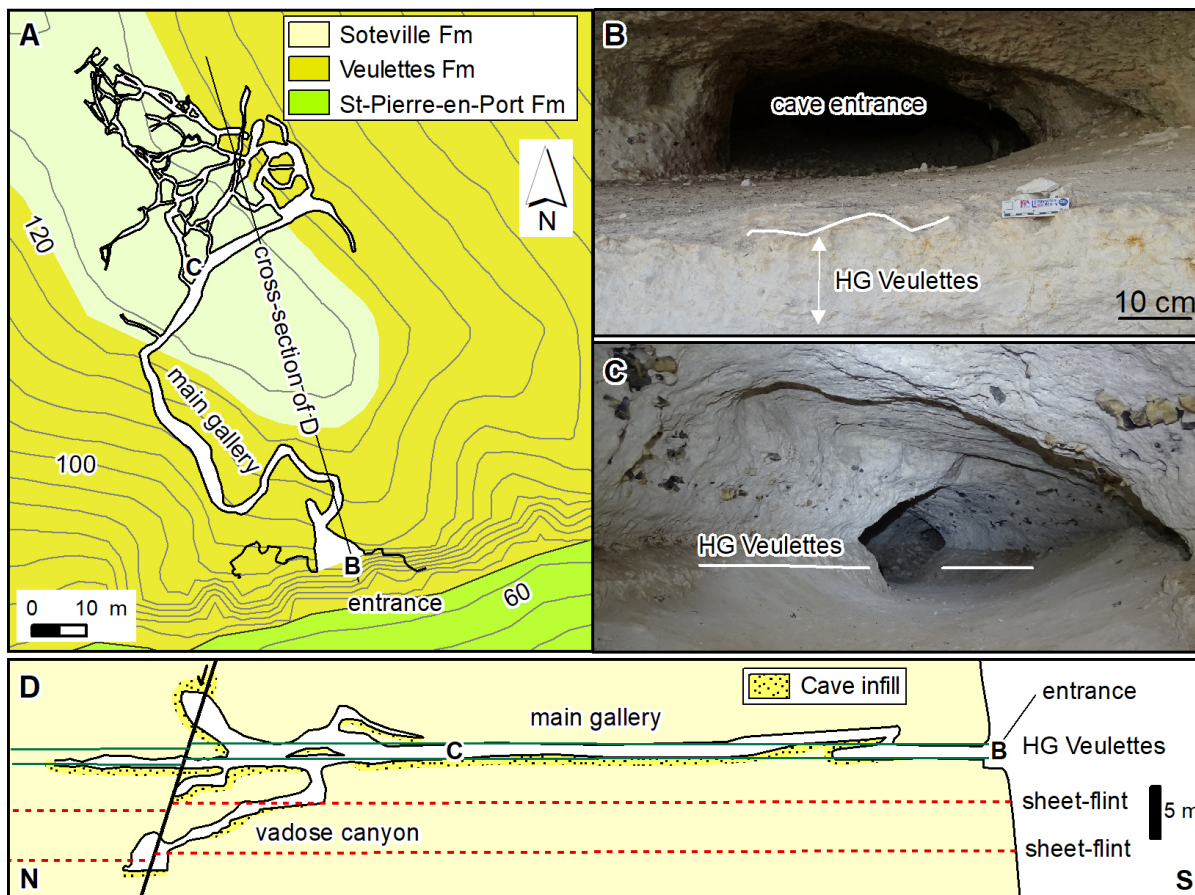 A
Soteville Fm
Veulettes Fm
St-Pierre-en-Port Fm
N
120
C
cross-section of D
main gallery
100
B
0 10 m
entrance
60
B
cave entrance
HG Veulettes
10 cm
C
HG Veulettes
D
Cave infill
entrance
main gallery
C
B
HG Veulettes
sheet-flint
5 m
vadose canyon
sheet-flint
N
S